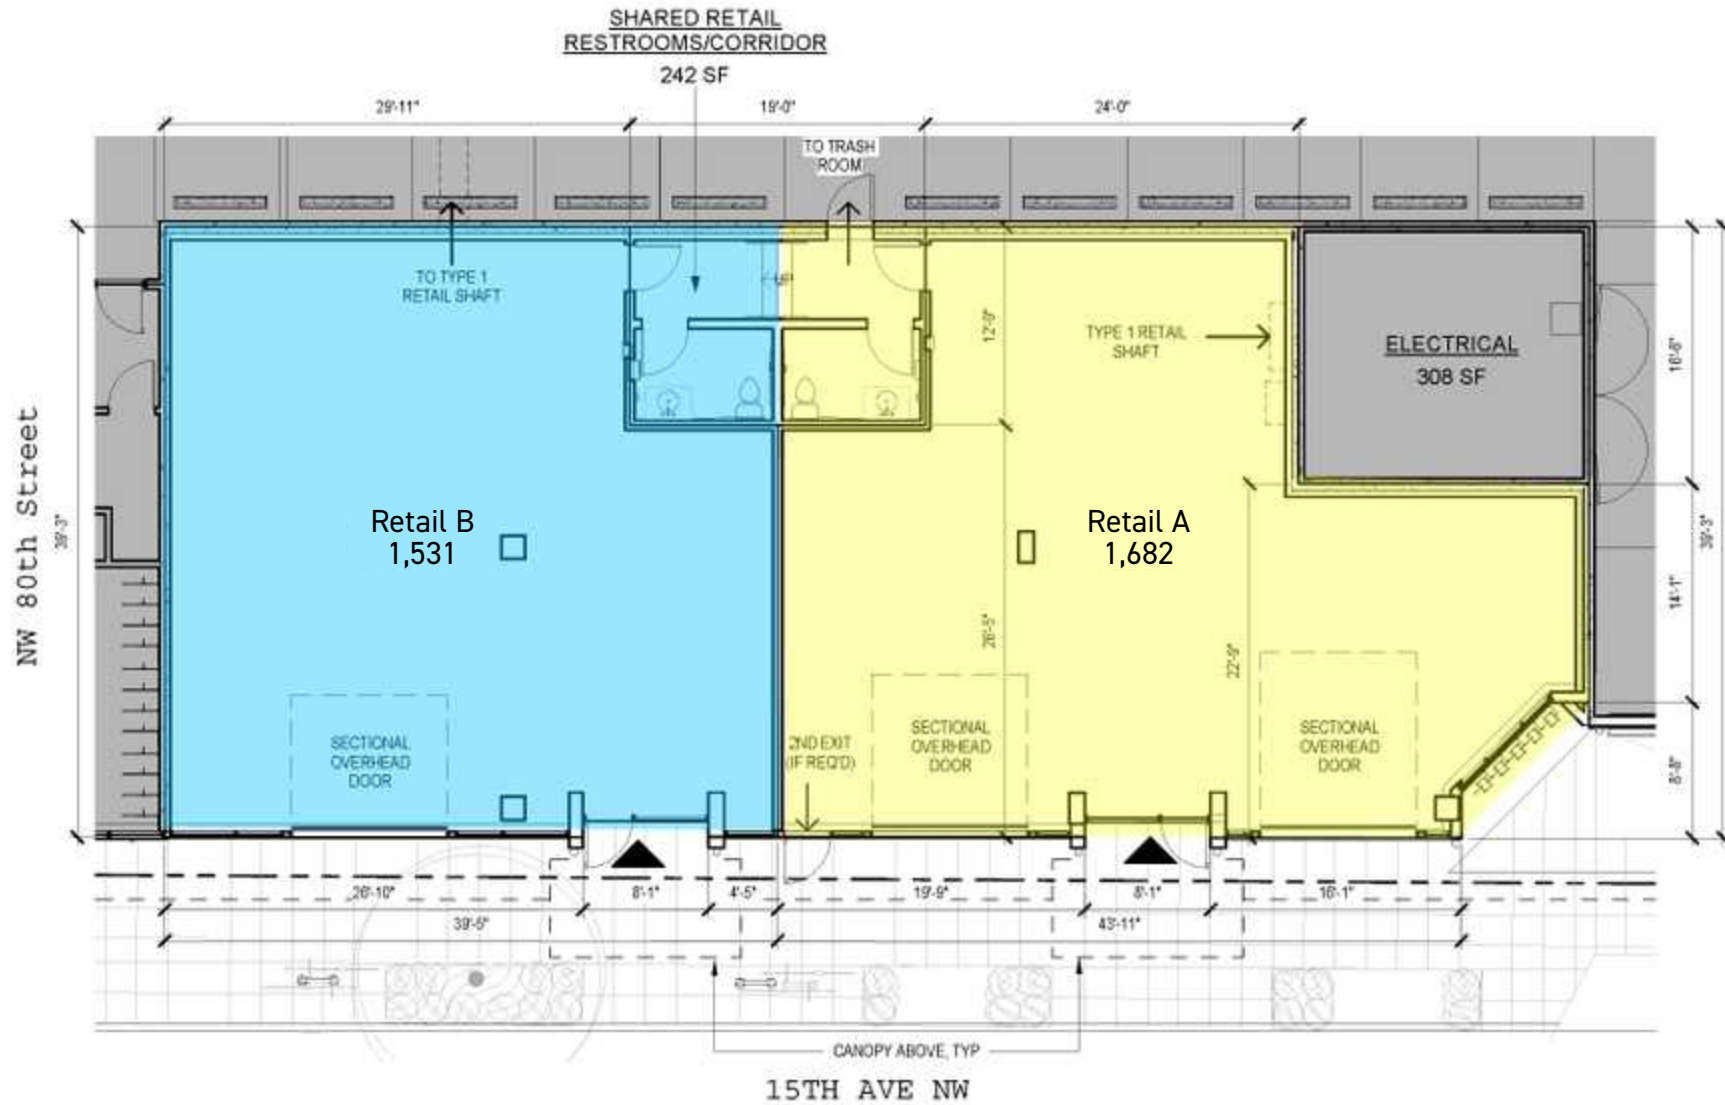 SHARED RETAIL
RESTROOMS/CORRIDOR
242 SF
29'-11"
19'-0"
24'-0"
TO TRASH
ROOM
TO TYPE 1
RETAIL SHAFT
TYPE 1 RETAIL
SHAFT
12'-9"
ELECTRICAL
308 SF
16'-6"
NW 80th Street
39'-3"
Retail B
1,531
Retail A
1,682
39'-3"
14'-1"
26'-5"
22'-9"
8'-8"
SECTIONAL
OVERHEAD
DOOR
2ND EXIT
(IF REQ'D)
SECTIONAL
OVERHEAD
DOOR
SECTIONAL
OVERHEAD
DOOR
26'-10"
8'-1"
4'-5"
19'-9"
8'-1"
16'-1"
39'-5"
43'-11"
CANOPY ABOVE, TYP
15TH AVE NW